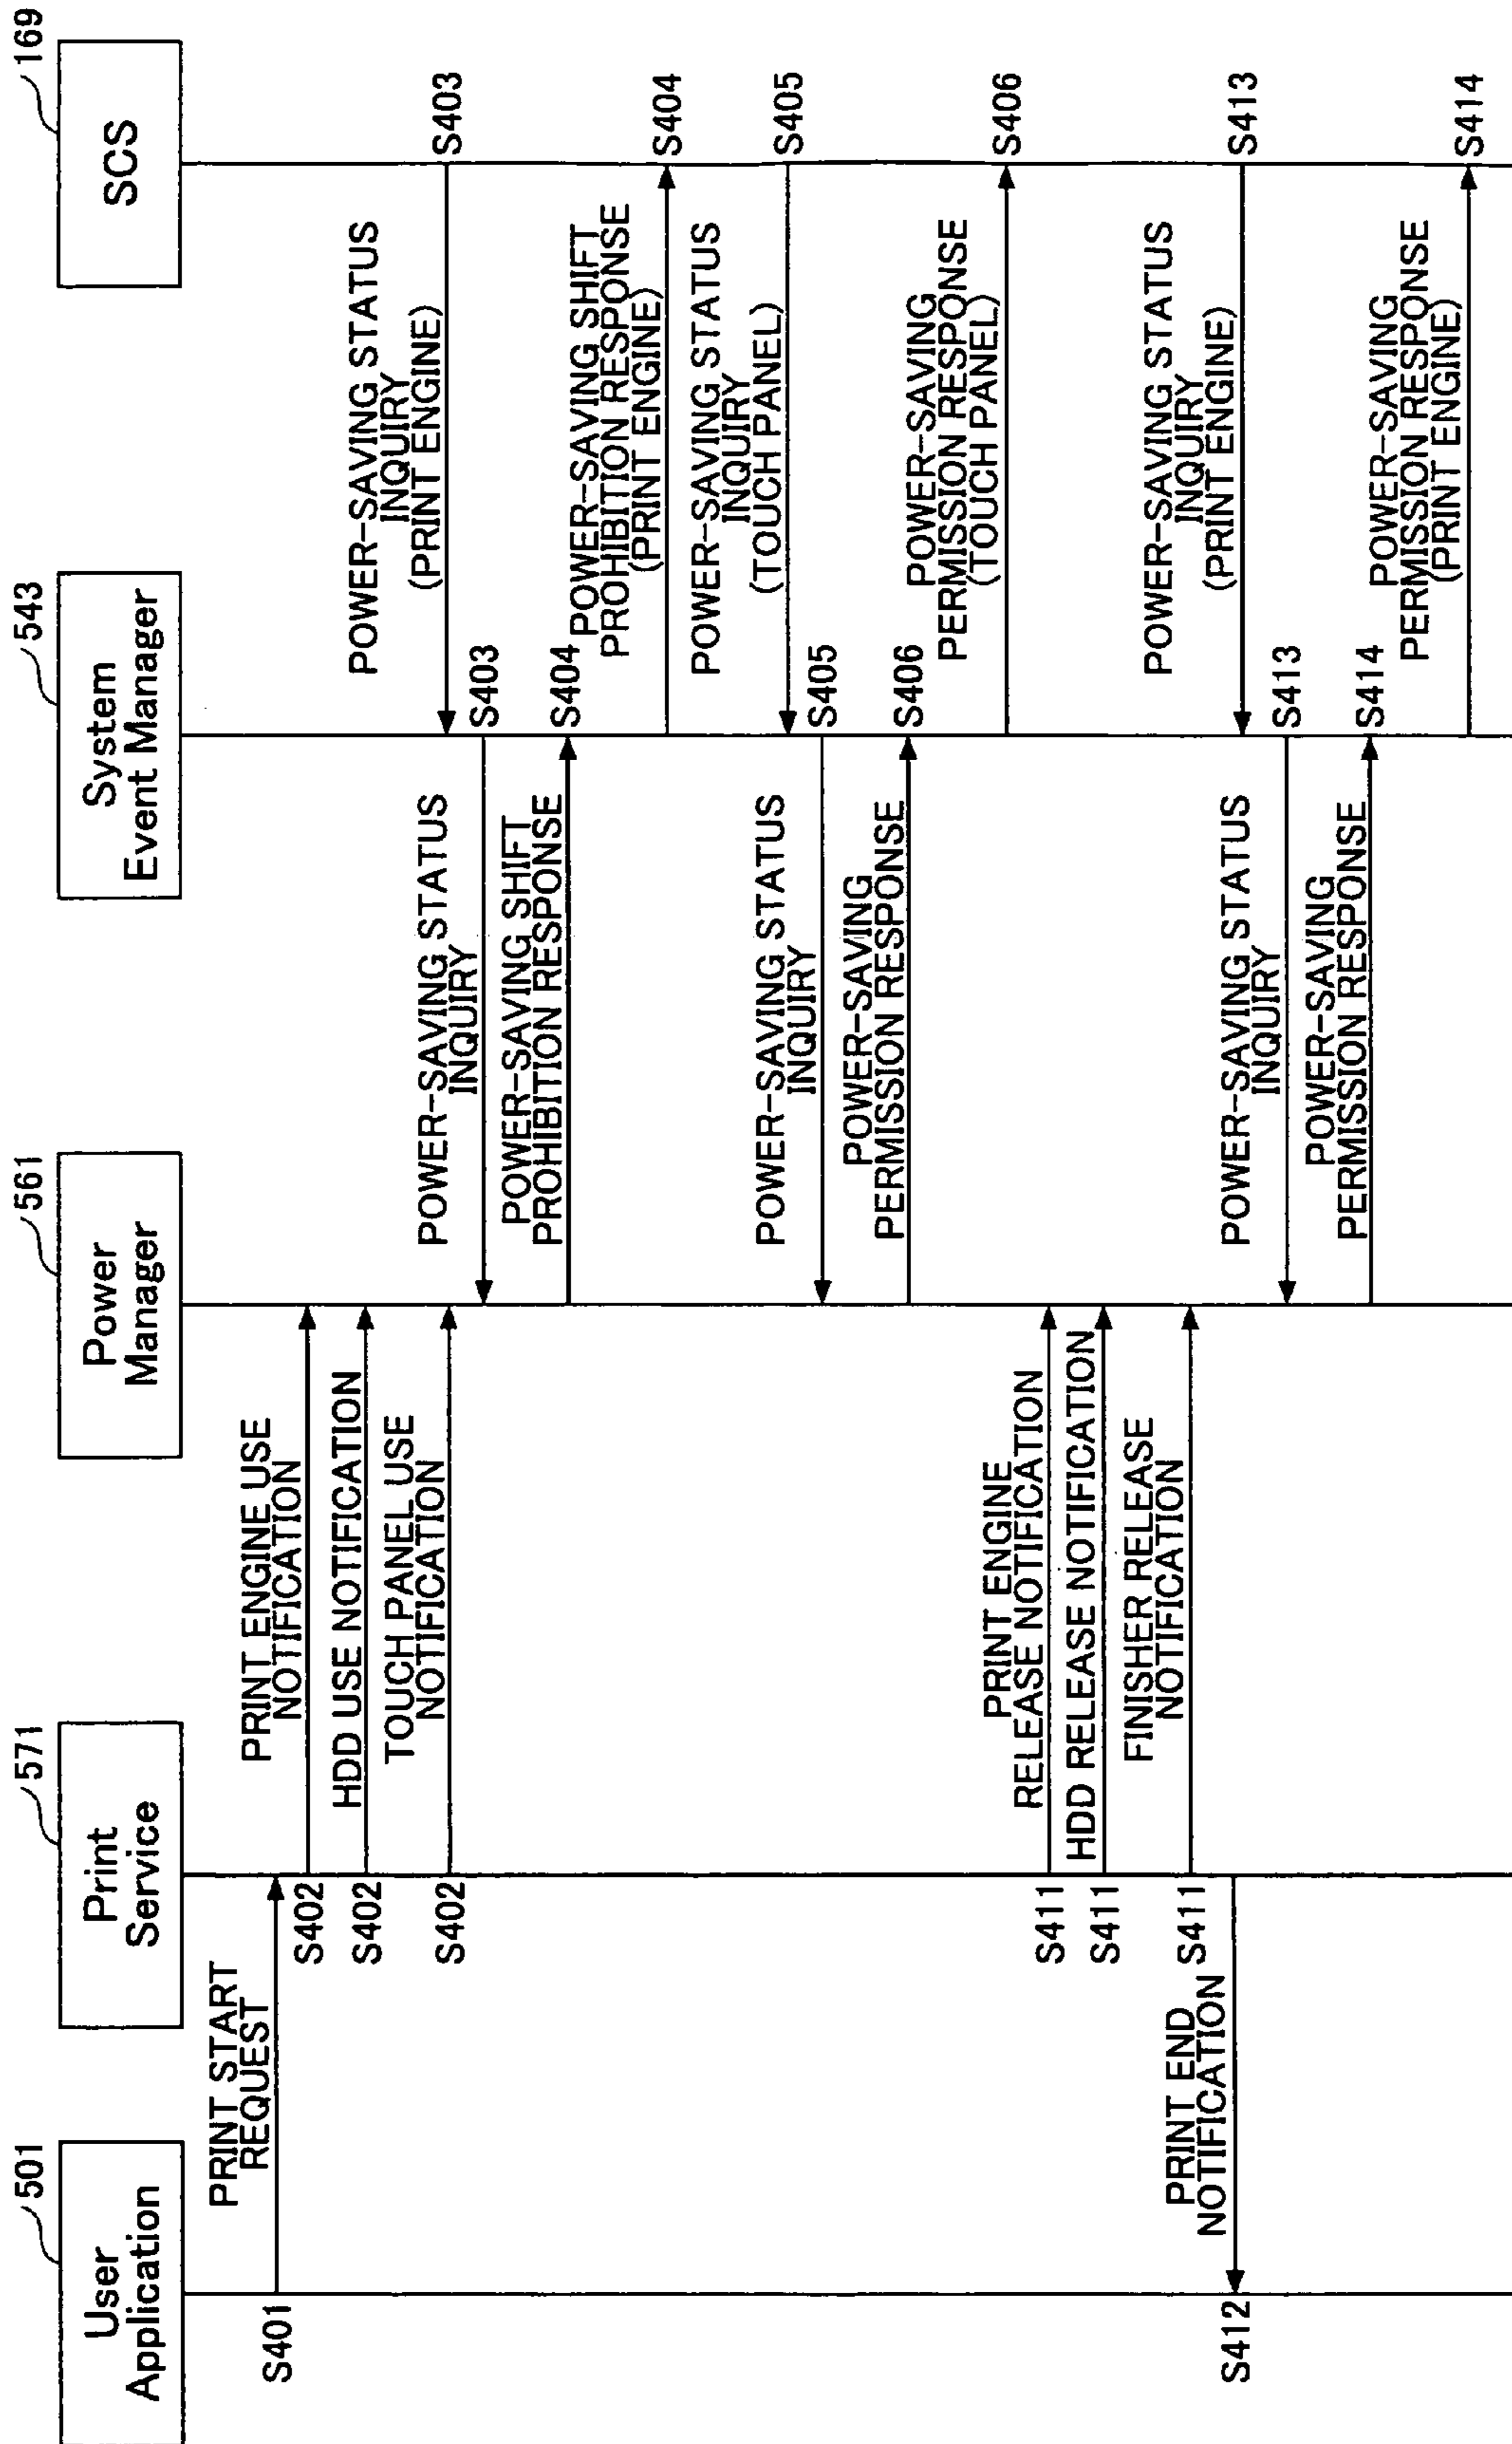 501
User
Application
571
Print
Service
561
Power
Manager
543
System
Event Manager
169
SCS
S401
PRINT START
REQUEST
S402
PRINT ENGINE USE
NOTIFICATION
S402
HDD USE NOTIFICATION
S402
TOUCH PANEL USE
NOTIFICATION
S403
POWER-SAVING STATUS
INQUIRY
(PRINT ENGINE)
S403
POWER-SAVING STATUS
INQUIRY
S404
POWER-SAVING SHIFT
PROHIBITION RESPONSE
S404
POWER-SAVING SHIFT
PROHIBITION RESPONSE
(PRINT ENGINE)
S405
POWER-SAVING STATUS
INQUIRY
(TOUCH PANEL)
S405
POWER-SAVING STATUS
INQUIRY
S406
POWER-SAVING
PERMISSION RESPONSE
S406
POWER-SAVING
PERMISSION RESPONSE
(TOUCH PANEL)
S411
PRINT ENGINE
RELEASE NOTIFICATION
S411
HDD RELEASE NOTIFICATION
S411
FINISHER RELEASE
NOTIFICATION
S412
PRINT END
NOTIFICATION
S413
POWER-SAVING STATUS
INQUIRY
(PRINT ENGINE)
S413
POWER-SAVING STATUS
INQUIRY
S414
POWER-SAVING
PERMISSION RESPONSE
S414
POWER-SAVING
PERMISSION RESPONSE
(PRINT ENGINE)